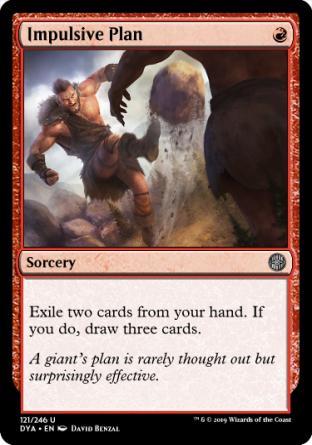 Impulsive Plan
Sorcery
Exile two cards from your hand. If
you do, draw three cards.
A giant's plan is rarely thought out but
surprisingly effective.
121/246 U
DYA • EN DAVID BENZAL
™ & © 2019 Wizards of the Coast